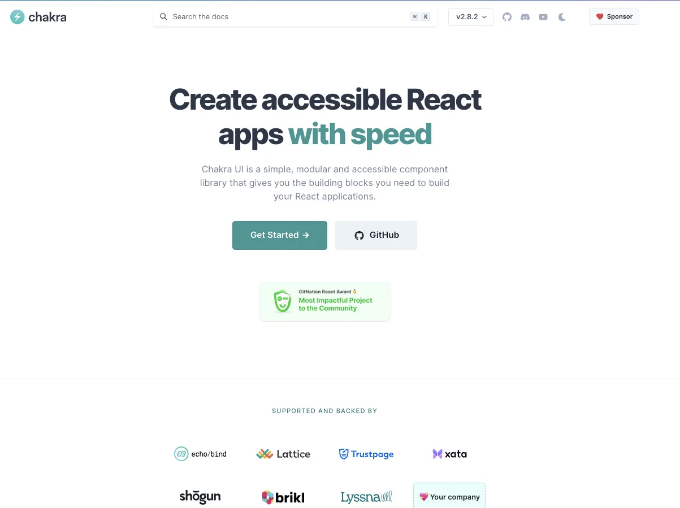 chakra
Search the docs
⌘ K
v2.8.2
Sponsor
Create accessible React
apps with speed
Chakra UI is a simple, modular and accessible component
library that gives you the building blocks you need to build
your React applications.
Get Started →
GitHub
GitNation React Award
Most Impactful Project
to the Community
SUPPORTED AND BACKED BY
echo/bind
Lattice
Trustpage
xata
shōgun
brikl
Lyssna
Your company